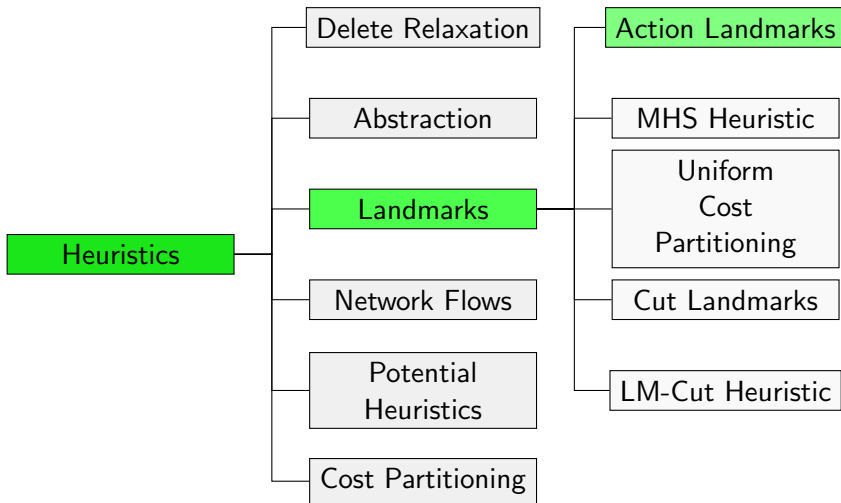 Heuristics
Delete Relaxation
Abstraction
Landmarks
Network Flows
Potential
Heuristics
Cost Partitioning
Action Landmarks
MHS Heuristic
Uniform
Cost
Partitioning
Cut Landmarks
LM-Cut Heuristic